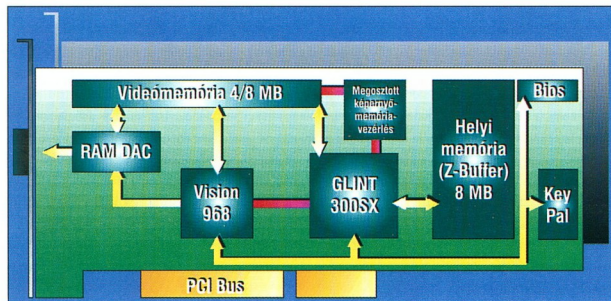 Videómemória 4/8 MB
Megosztott
képernyő-
memória-
vezérlés
Bios
RAM DAC
Helyi
memória
(Z-Buffer)
8 MB
Vision
968
GLINT
300SX
Key
Pal
PCI Bus